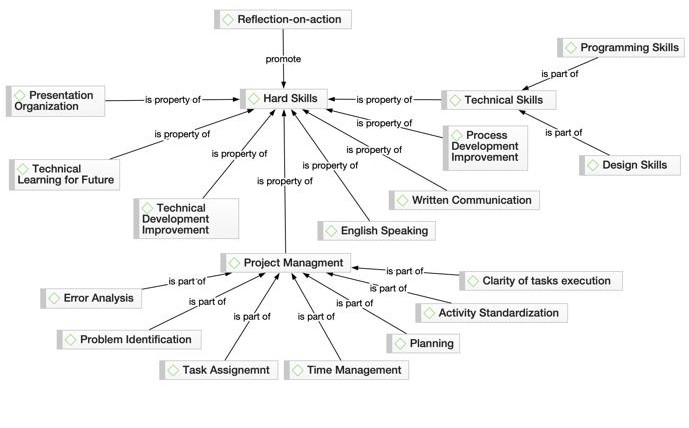 Reflection-on-action
Programming Skills
promote
is part of
Presentation
Organization
is property of
Hard Skills
is property of
Technical Skills
is property of
is property of
Process
Development
Improvement
is part of
Technical
Learning for Future
is property of
is property of
is property of
is property of
Design Skills
Technical
Development
Improvement
Written Communication
English Speaking
Project Managment
is part of
Clarity of tasks execution
Error Analysis
is part of
is part of
Activity Standardization
is part of
is part of
is part of
is part of
Problem Identification
Planning
Task Assignemnt
Time Management